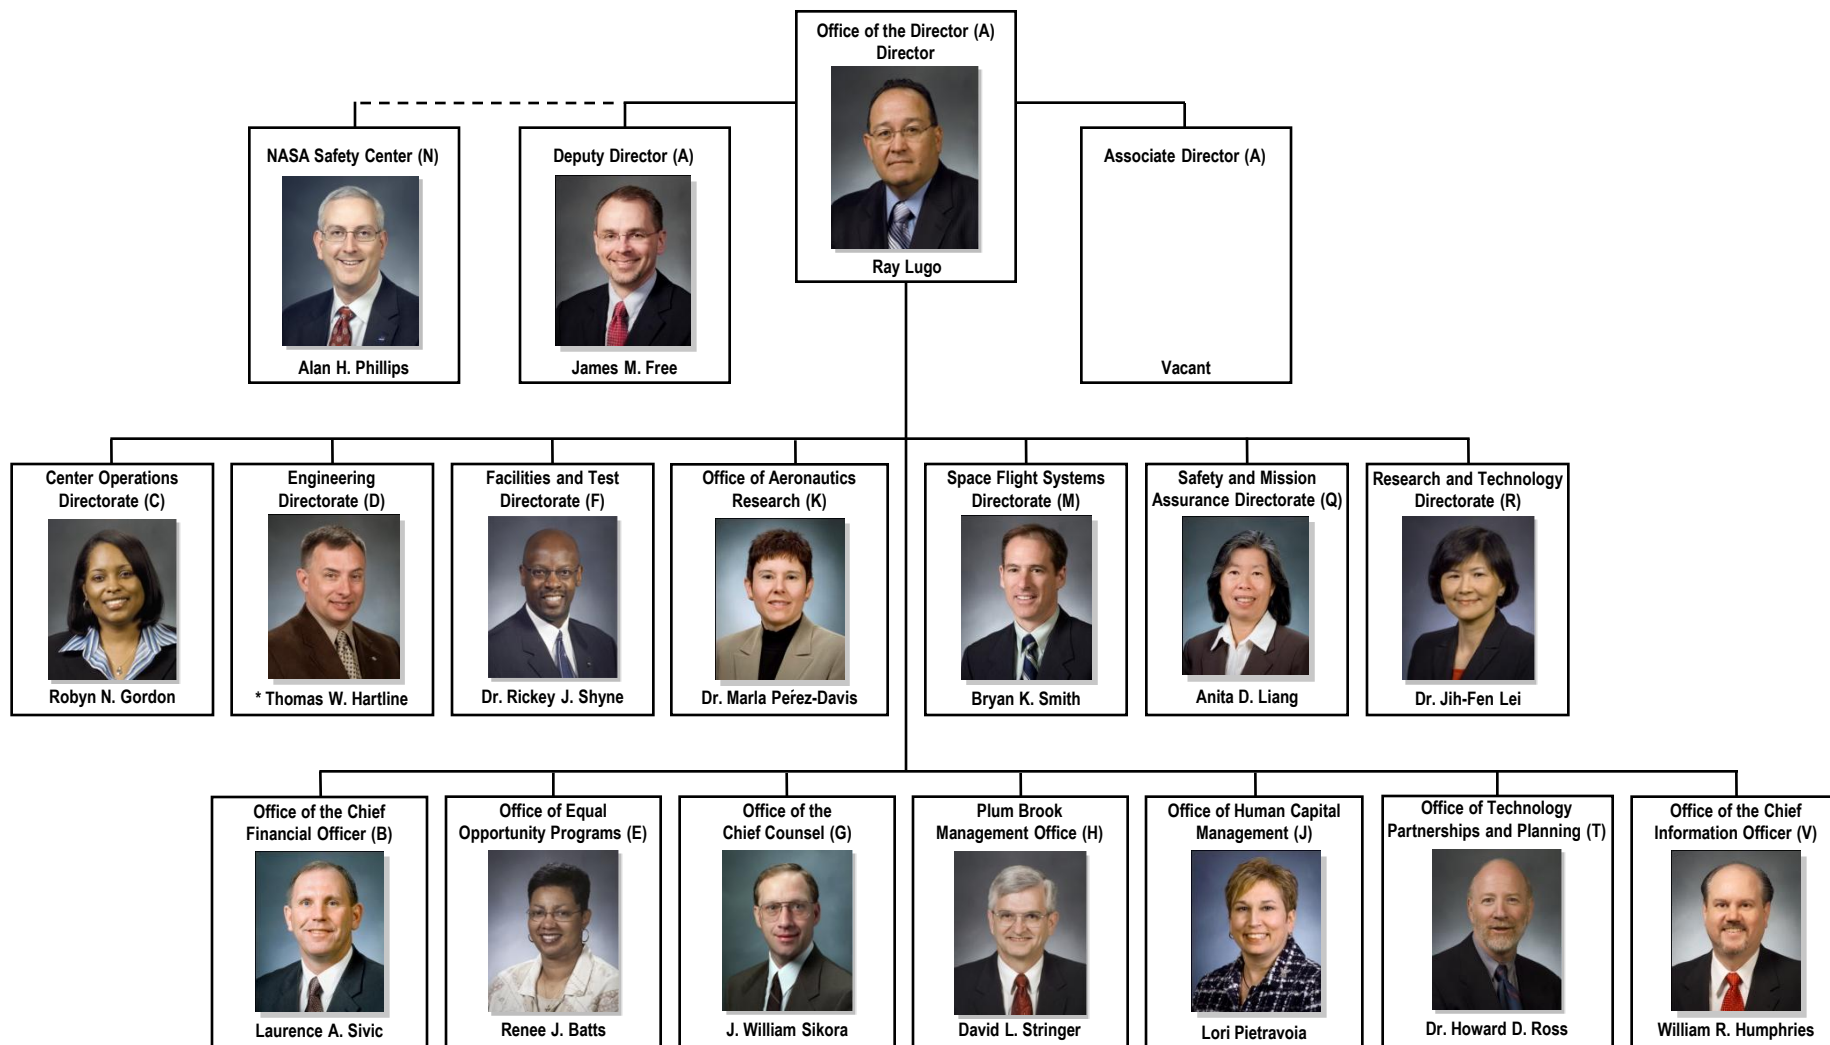 Office of the Director (A)
Director
Ray Lugo
NASA Safety Center (N)
Alan H. Phillips
Deputy Director (A)
James M. Free
Associate Director (A)
Vacant
Center Operations
Directorate (C)
Robyn N. Gordon
Engineering
Directorate (D)
* Thomas W. Hartline
Facilities and Test
Directorate (F)
Dr. Rickey J. Shyne
Office of Aeronautics
Research (K)
Dr. Marla Peŕez-Davis
Space Flight Systems
Directorate (M)
Bryan K. Smith
Safety and Mission
Assurance Directorate (Q)
Anita D. Liang
Research and Technology
Directorate (R)
Dr. Jih-Fen Lei
Office of the Chief
Financial Officer (B)
Laurence A. Sivic
Office of Equal
Opportunity Programs (E)
Renee J. Batts
Office of the
Chief Counsel (G)
J. William Sikora
Plum Brook
Management Office (H)
David L. Stringer
Office of Human Capital
Management (J)
Lori Pietravoia
Office of Technology
Partnerships and Planning (T)
Dr. Howard D. Ross
Office of the Chief
Information Officer (V)
William R. Humphries